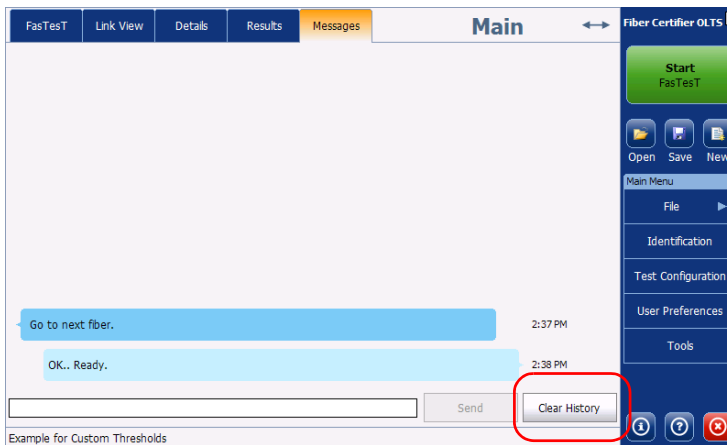 FasTesT
Link View
Details
Results
Messages
Main
Fiber Certifier OLTS
Start
FasTesT
Open
Save
New
Main Menu
File
Identification
Test Configuration
User Preferences
Tools
Go to next fiber.
2:37 PM
OK.. Ready.
2:38 PM
Send
Clear History
Example for Custom Thresholds